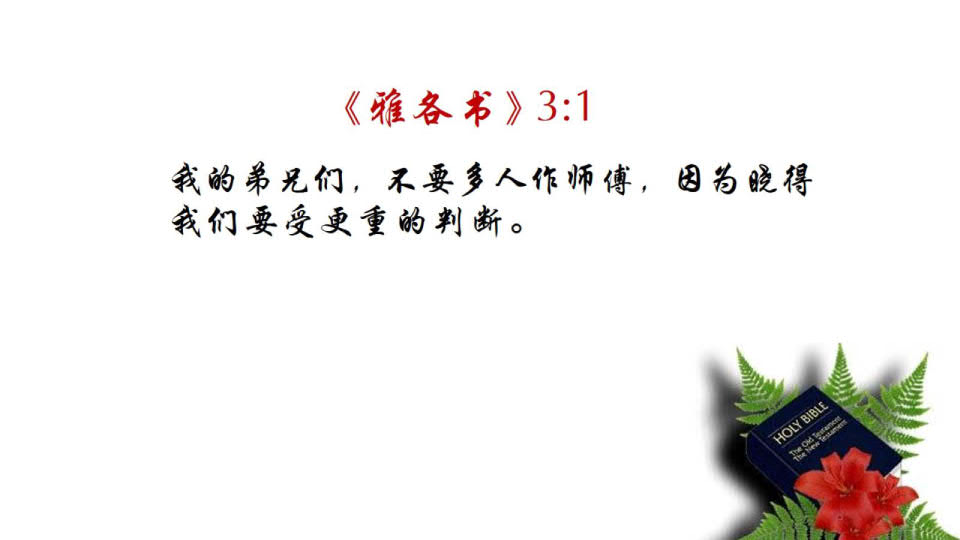 《雅各书》3:1
我的弟兄们，不要多人作师傅，因为晓得
我们要受更重的判断。
HOLY BIBLE
The Old Testament
The New Testament